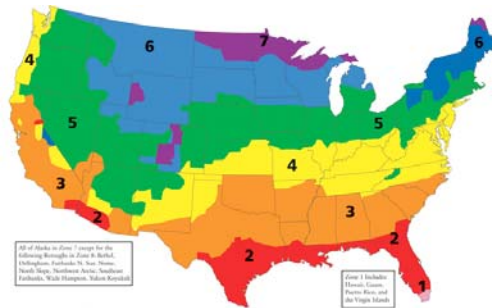 7
6
6
4
5
5
4
3
3
2
2
2
1
All of Alaska in Zone 7 except for the
following Boroughs in Zone 8: Bethel,
Dillingham, Fairbanks N. Star, Nome,
North Slope, Northwest Arctic, Southeast
Fairbanks, Wade Hampton, Yukon-Koyukuk
Zone 1 Includes
Hawaii, Guam,
Puerto Rico, and
the Virgin Islands